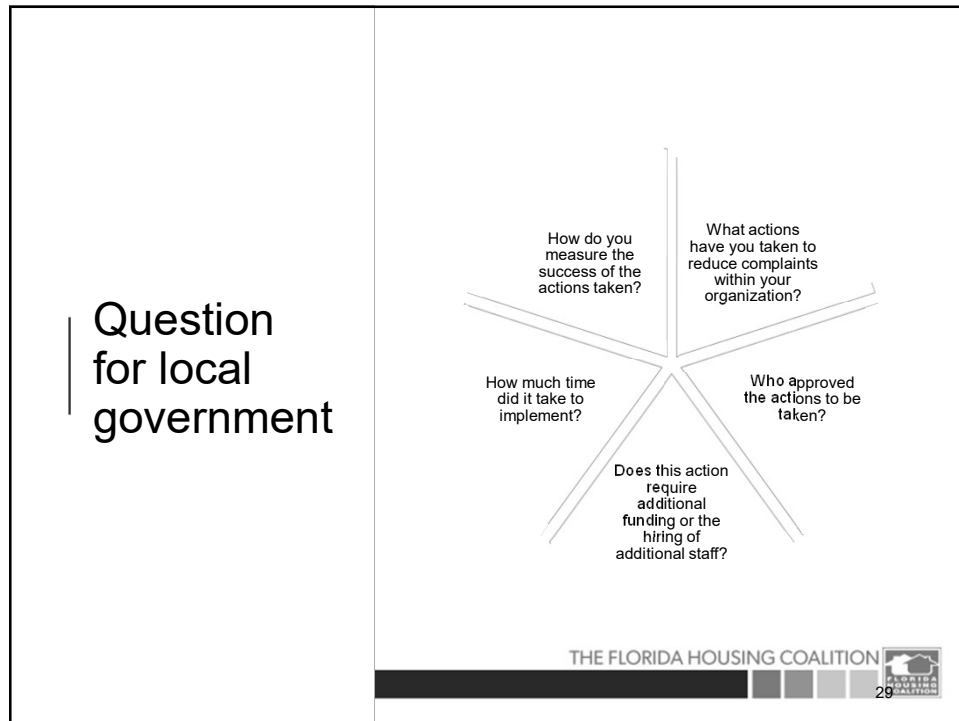 Question
for local
government
What actions
have you taken to
reduce complaints
within your
organization?
Who approved
the actions to be
taken?
Does this action
require
additional
funding or the
hiring of
additional staff?
How much time
did it take to
implement?
How do you
measure the
success of the
actions taken?
THE FLORIDA HOUSING COALITION
FLORIDA
HOUSING
COALITION
29